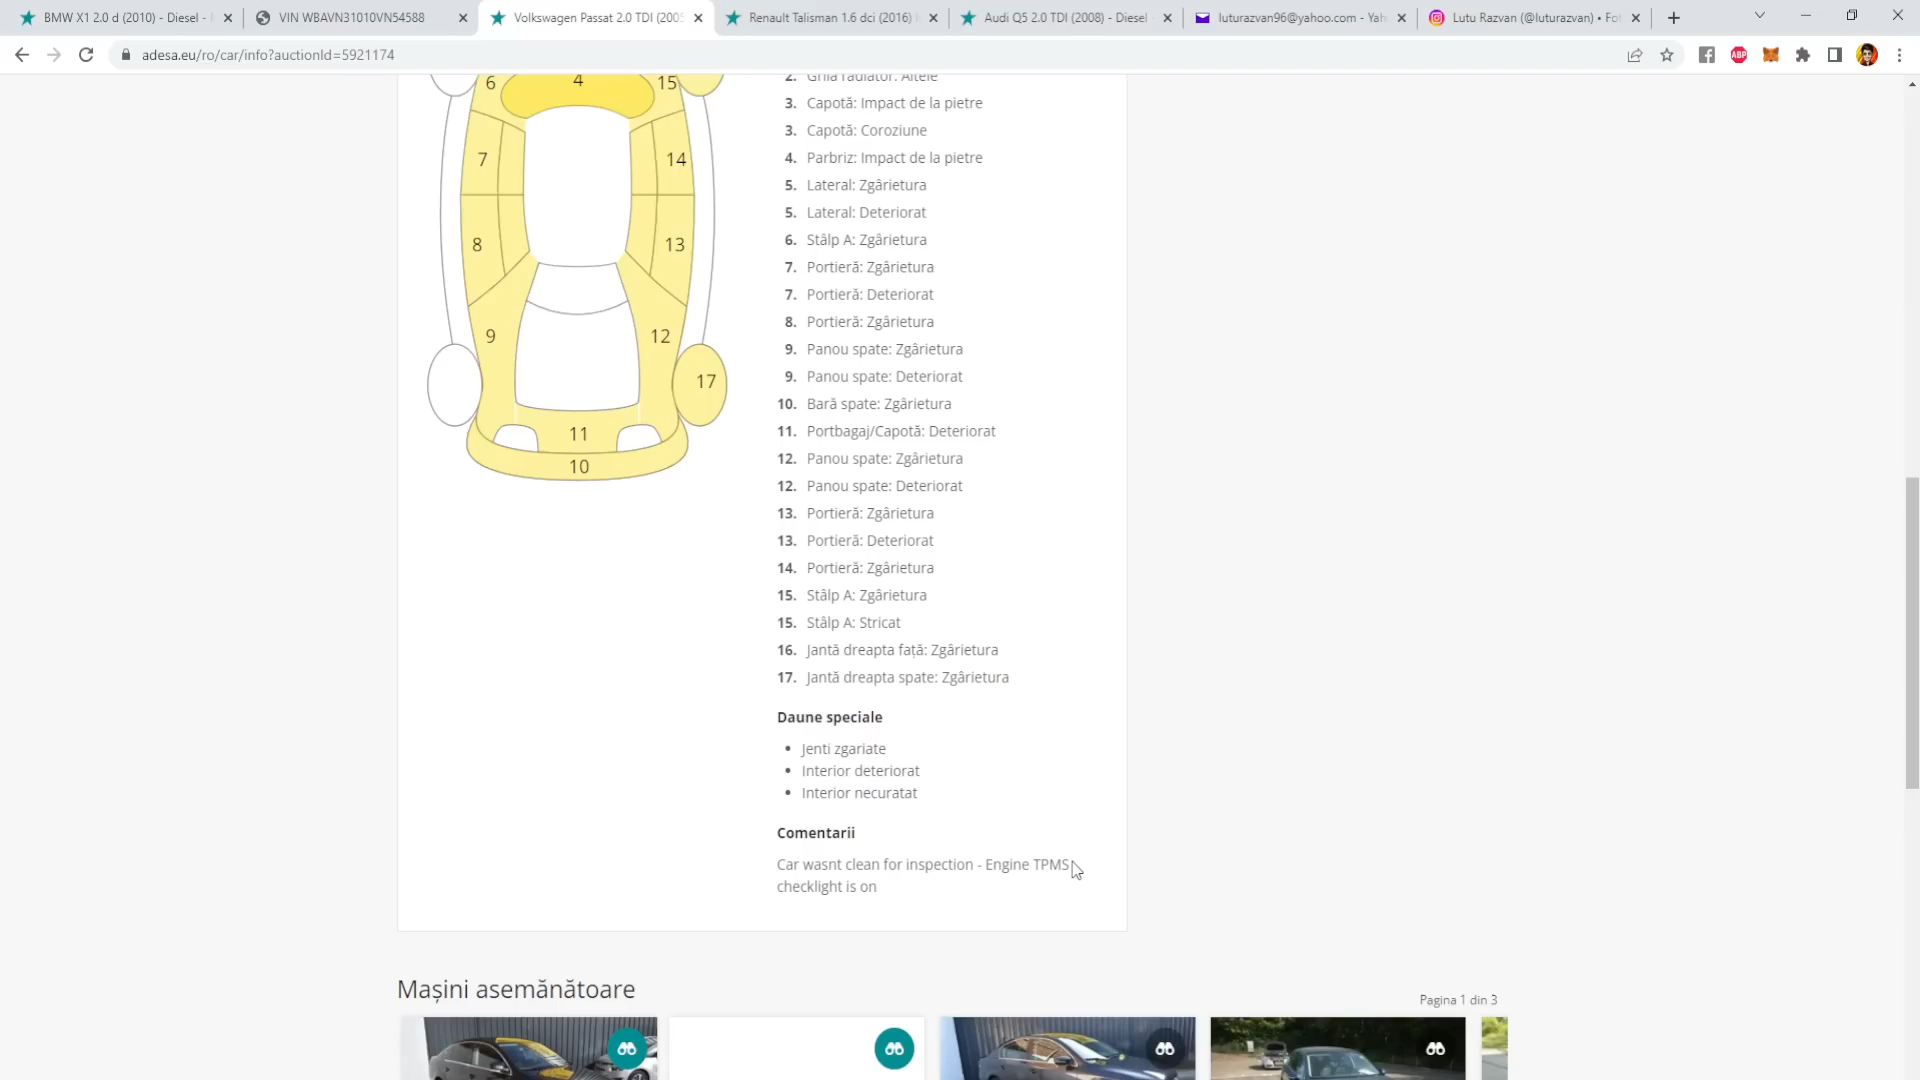 BMW X1 2.0 d (2010) - Diesel -
VIN WBAVN31010VN54588
Volkswagen Passat 2.0 TDI (2005
Renault Talisman 1.6 dci (2016)
Audi Q5 2.0 TDI (2008) - Diesel
luturazvan96@yahoo.com - Yah
Lutu Razvan (@luturazvan) • Fot
adesa.eu/ro/car/info?auctionId=5921174
ABP
6
4
15
7
14
8
13
9
12
17
11
10
2. Grila radiator: Altele
3. Capotă: Impact de la pietre
3. Capotă: Coroziune
4. Parbriz: Impact de la pietre
5. Lateral: Zgârietura
5. Lateral: Deteriorat
6. Stâlp A: Zgârietura
7. Portieră: Zgârietura
7. Portieră: Deteriorat
8. Portieră: Zgârietura
9. Panou spate: Zgârietura
9. Panou spate: Deteriorat
10. Bară spate: Zgârietura
11. Portbagaj/Capotă: Deteriorat
12. Panou spate: Zgârietura
12. Panou spate: Deteriorat
13. Portieră: Zgârietura
13. Portieră: Deteriorat
14. Portieră: Zgârietura
15. Stâlp A: Zgârietura
15. Stâlp A: Stricat
16. Jantă dreapta față: Zgârietura
17. Jantă dreapta spate: Zgârietura
Daune speciale
• Jenti zgariate
• Interior deteriorat
• Interior necuratat
Comentarii
Car wasnt clean for inspection - Engine TPMS
checklight is on
Mașini asemănătoare
Pagina 1 din 3